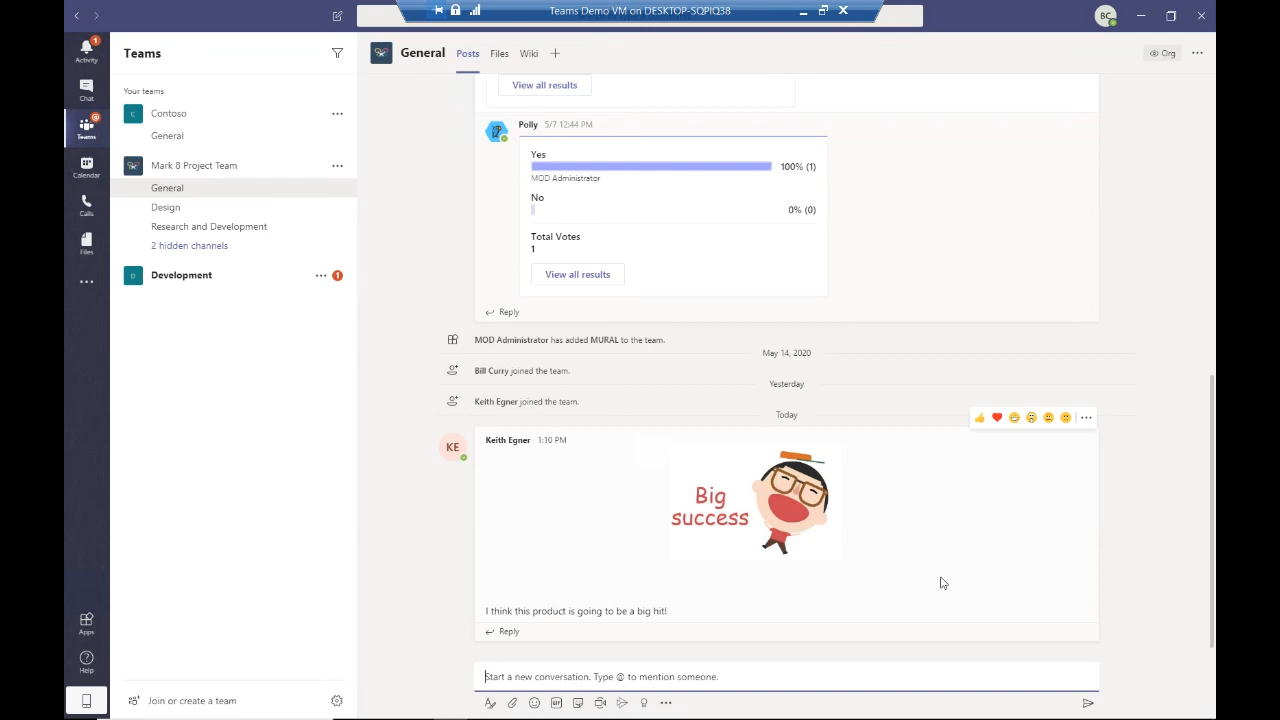 Teams Demo VM on DESKTOP-SQPIQ38
BC
Activity
1
Chat
Teams
Calendar
Calls
Files
Apps
Help
Teams
Your teams
C
Contoso
General
Mark 8 Project Team
General
Design
Research and Development
2 hidden channels
D
Development
1
Join or create a team
General
Posts
Files
Wiki
Org
View all results
Polly 5/7 12:44 PM
Yes
100% (1)
MOD Administrator
No
0% (0)
Total Votes
1
View all results
Reply
MOD Administrator has added MURAL to the team.
May 14, 2020
Bill Curry joined the team.
Yesterday
Keith Egner joined the team.
Today
KE
Keith Egner 1:10 PM
Big
success
I think this product is going to be a big hit!
Reply
Start a new conversation. Type @ to mention someone.
GIF